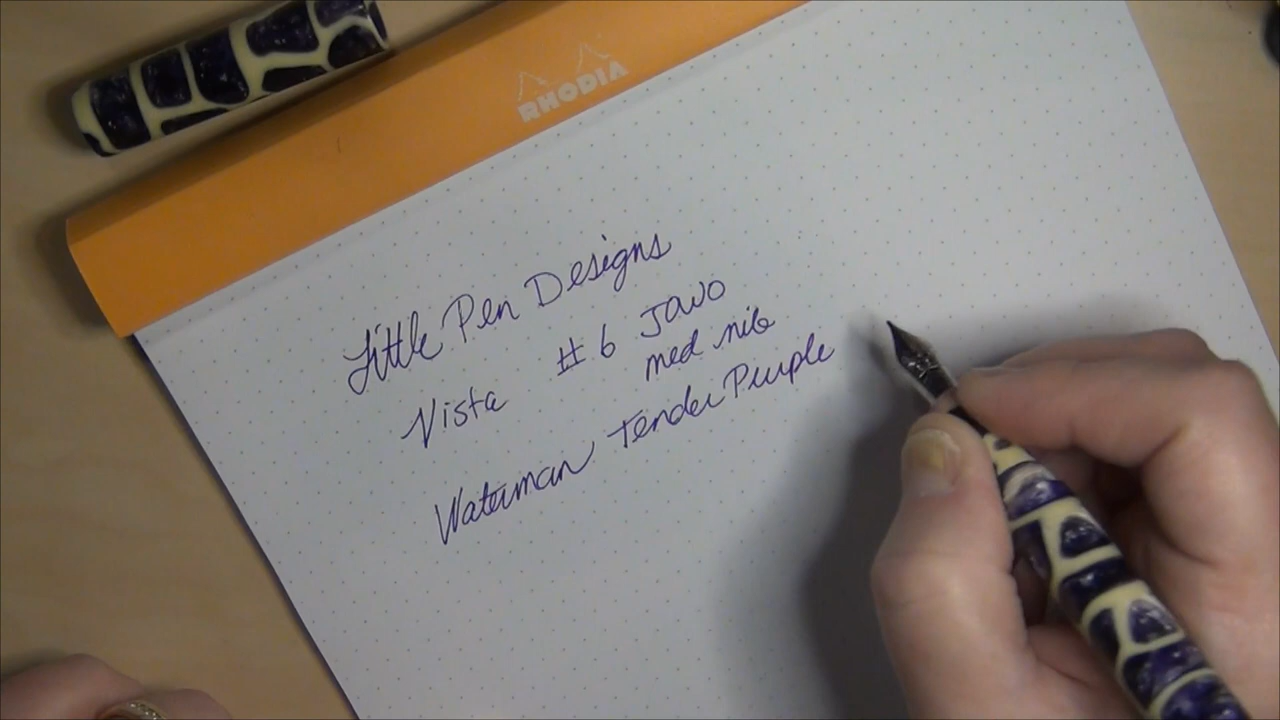 RHODIA
Little Pen Designs
Vista #6 JOWO
med nib
Waterman Tender Purple